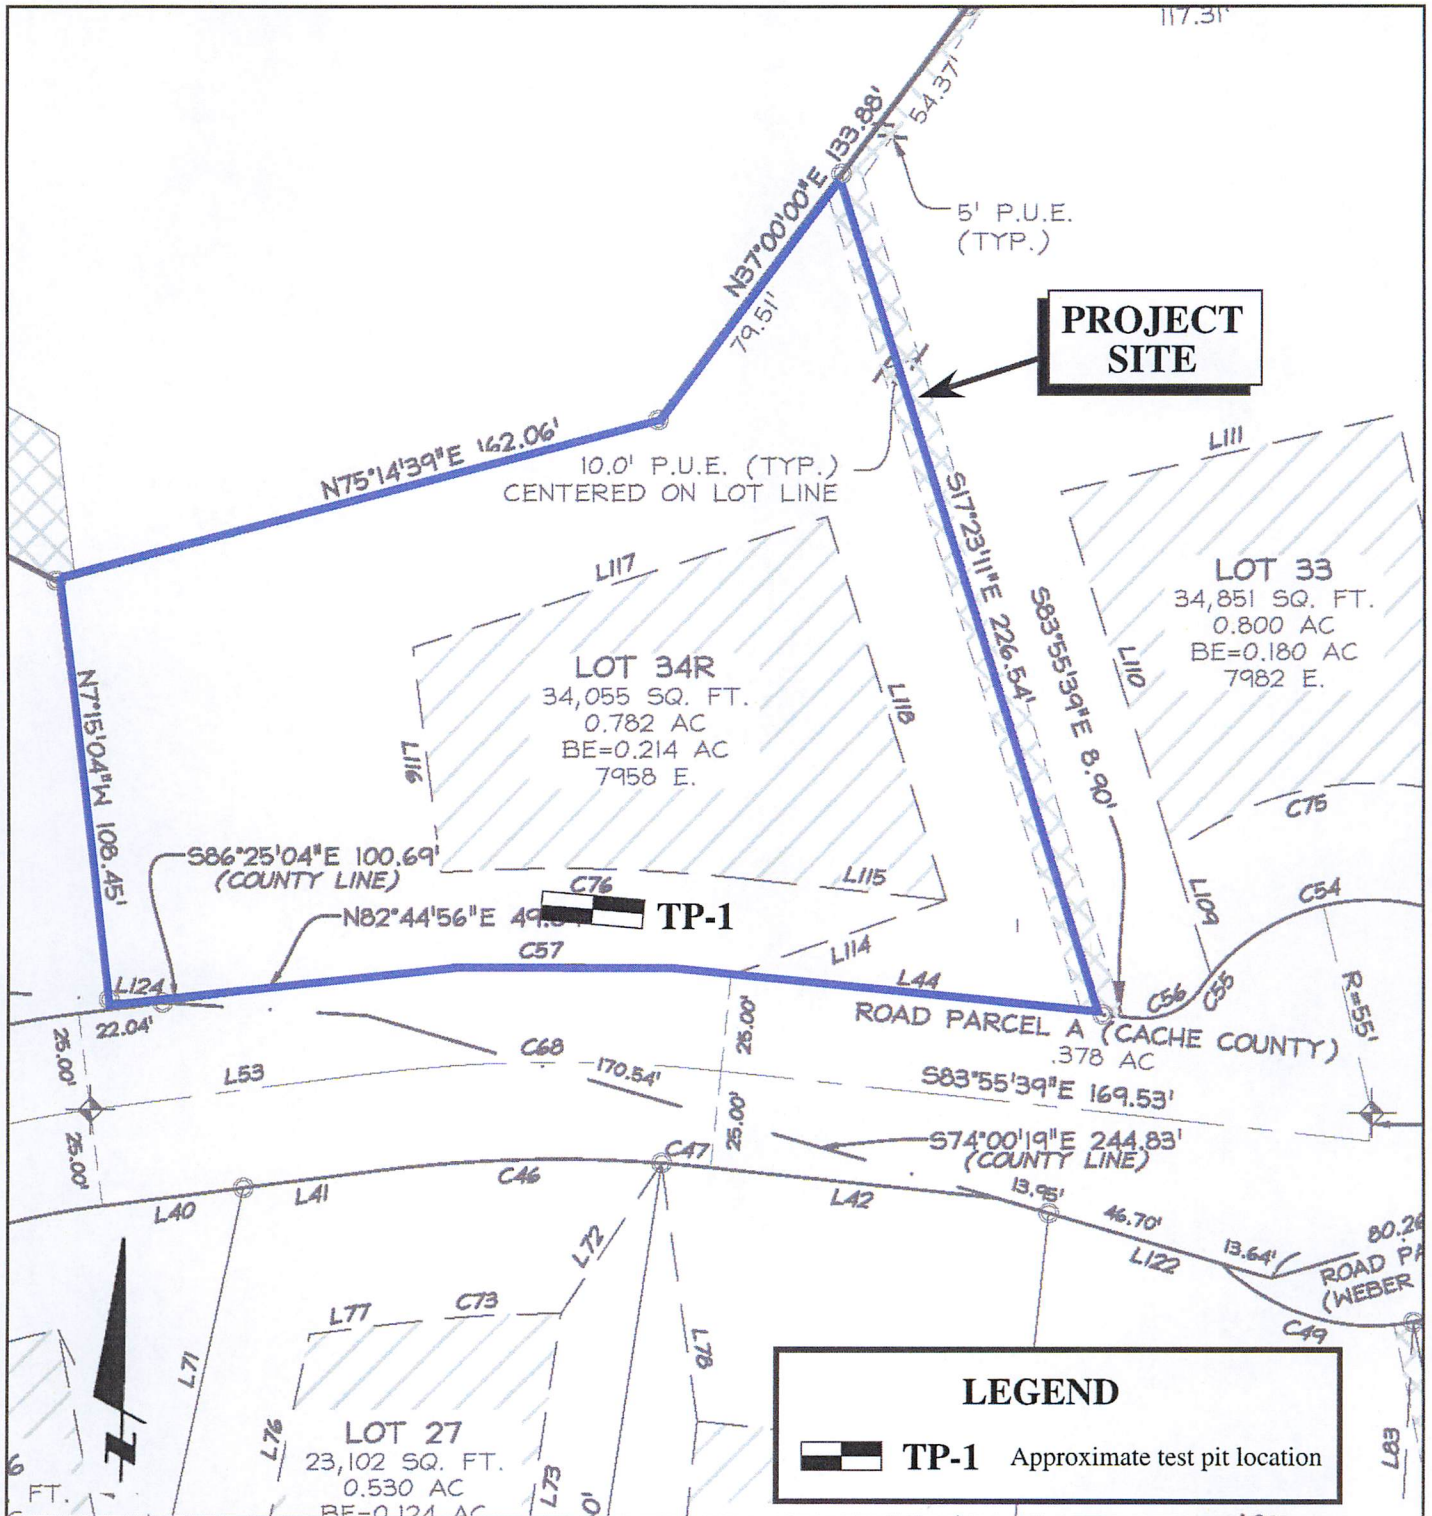 117.31'
54.37'
N37°00'00"E 133.88'
79.51'
5' P.U.E.
(TYP.)
PROJECT
SITE
N75°14'39"E 162.06'
10.0' P.U.E. (TYP.)
CENTERED ON LOT LINE
L111
L117
S17°23'11"E 226.54'
LOT 33
34,851 SQ. FT.
0.800 AC
BE=0.180 AC
7982 E.
S83°55'39"E 8.90'
L110
LOT 34R
34,055 SQ. FT.
0.782 AC
BE=0.214 AC
7958 E.
L118
L116
N7°15'04"W 108.45'
C75
S86°25'04"E 100.69'
(COUNTY LINE)
C76
L115
L109
C54
N82°44'56"E
TP-1
C57
L114
L124
L44
C56
C55
R=55'
22.04'
25.00'
25.00'
ROAD PARCEL A (CACHE COUNTY)
.378 AC
C68
L53
170.54'
S83°55'39"E 169.53'
25.00'
25.00'
S74°00'19"E 244.83'
(COUNTY LINE)
C47
C46
L41
L40
L42
13.95'
46.70'
L122
13.64'
ROAD
(WEBER
C49
L72
L77
C73
L71
L78
L76
LOT 27
23,102 SQ. FT.
0.530 AC
BE=0.124 AC
L73
0'
6
FT.
L83
LEGEND
TP-1 Approximate test pit location